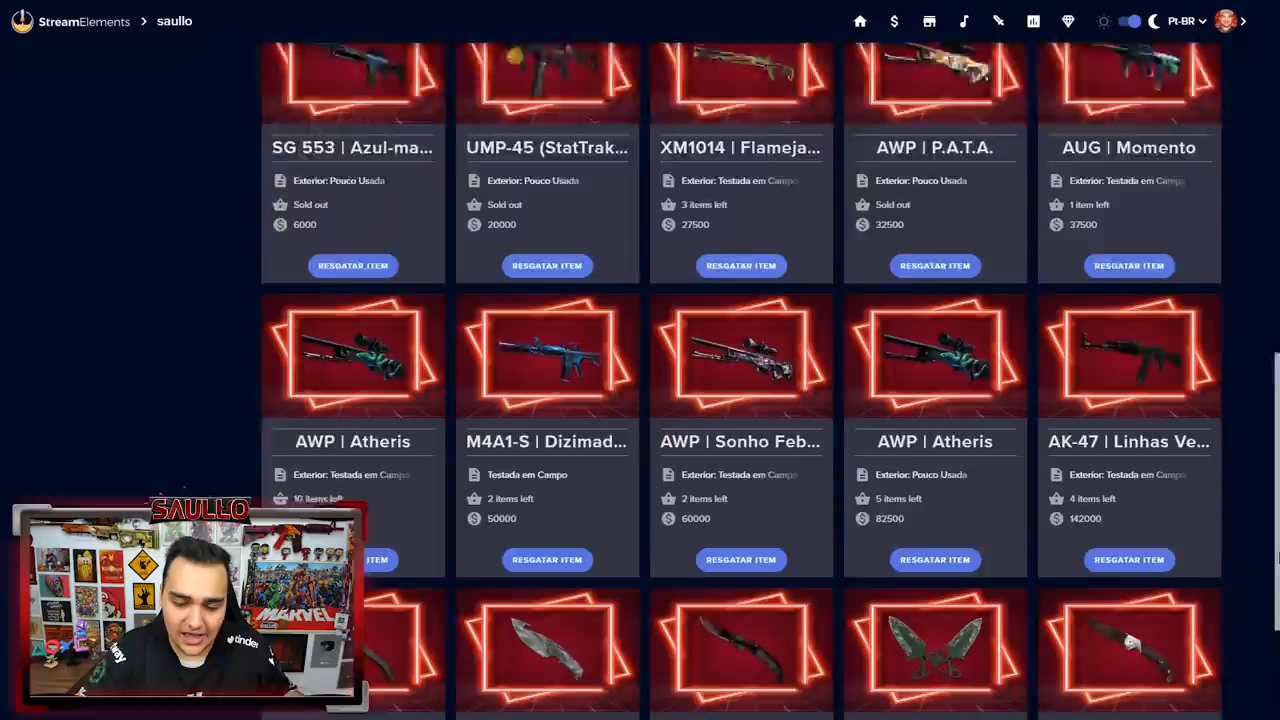 StreamElements > saullo
Pt-BR
SG 553 | Azul-ma...
UMP-45 (StatTrak...
XM1014 | Flameja...
AWP | P.A.T.A.
AUG | Momento
Exterior: Pouco Usada
Exterior: Pouco Usada
Exterior: Testada em Campo
Exterior: Pouco Usada
Exterior: Testada em Campo
Sold out
Sold out
3 items left
Sold out
1 item left
6000
20000
27500
32500
37500
RESGATAR ITEM
RESGATAR ITEM
RESGATAR ITEM
RESGATAR ITEM
RESGATAR ITEM
AWP | Atheris
M4A1-S | Dizimad...
AWP | Sonho Feb...
AWP | Atheris
AK-47 | Linhas Ve...
Exterior: Testada em Campo
Testada em Campo
Exterior: Testada em Campo
Exterior: Pouco Usada
Exterior: Testada em Campo
10 items left
2 items left
2 items left
5 items left
4 items left
50000
60000
82500
142000
ITEM
RESGATAR ITEM
RESGATAR ITEM
RESGATAR ITEM
RESGATAR ITEM
SAULLO
MARVEL
tinder